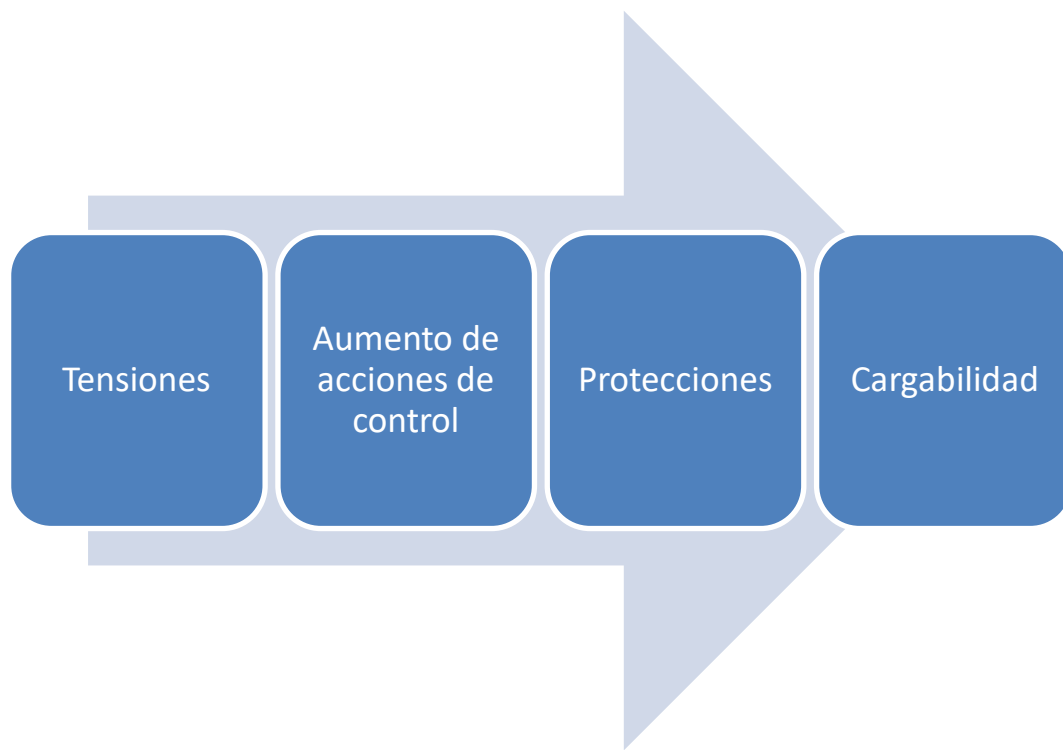 Tensiones
Aumento de
acciones de
control
Protecciones
Cargabilidad